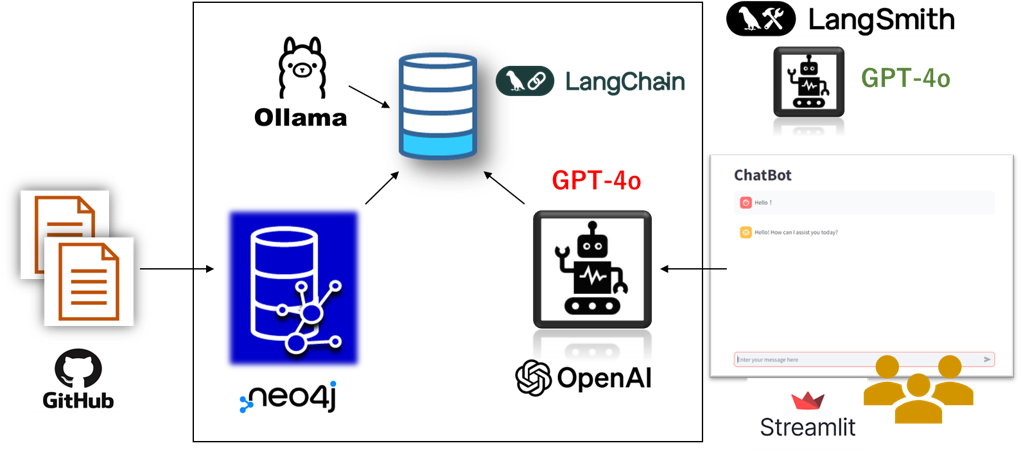 LangSmith
GPT-4o
Ollama
LangChain
GPT-4o
ChatBot
Hello !
Hello! How can I assist you today?
Enter your message here
GitHub
neo4j
OpenAI
Streamlit